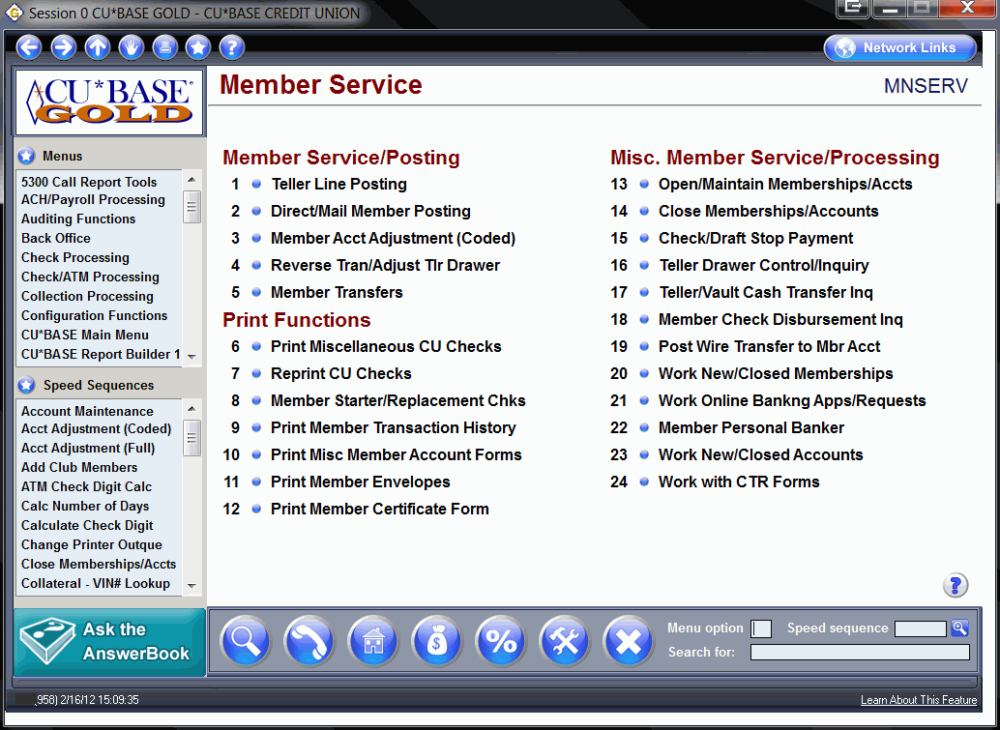 Session 0 CU*BASE GOLD - CU*BASE CREDIT UNION
Network Links
CU*BASE®
GOLD
Member Service
MNSERV
Menus
5300 Call Report Tools
ACH/Payroll Processing
Auditing Functions
Back Office
Check Processing
Check/ATM Processing
Collection Processing
Configuration Functions
CU*BASE Main Menu
CU*BASE Report Builder 1
Speed Sequences
Account Maintenance
Acct Adjustment (Coded)
Acct Adjustment (Full)
Add Club Members
ATM Check Digit Calc
Calc Number of Days
Calculate Check Digit
Change Printer Outque
Close Memberships/Accts
Collateral - VIN# Lookup
Ask the
AnswerBook
Member Service/Posting
1 Teller Line Posting
2 Direct/Mail Member Posting
3 Member Acct Adjustment (Coded)
4 Reverse Tran/Adjust Tlr Drawer
5 Member Transfers
Print Functions
6 Print Miscellaneous CU Checks
7 Reprint CU Checks
8 Member Starter/Replacement Chks
9 Print Member Transaction History
10 Print Misc Member Account Forms
11 Print Member Envelopes
12 Print Member Certificate Form
Misc. Member Service/Processing
13 Open/Maintain Memberships/Accts
14 Close Memberships/Accounts
15 Check/Draft Stop Payment
16 Teller Drawer Control/Inquiry
17 Teller/Vault Cash Transfer Inq
18 Member Check Disbursement Inq
19 Post Wire Transfer to Mbr Acct
20 Work New/Closed Memberships
21 Work Online Bankng Apps/Requests
22 Member Personal Banker
23 Work New/Closed Accounts
24 Work with CTR Forms
Menu option
Speed sequence
Search for:
958) 2/16/12 15:09:35
Learn About This Feature